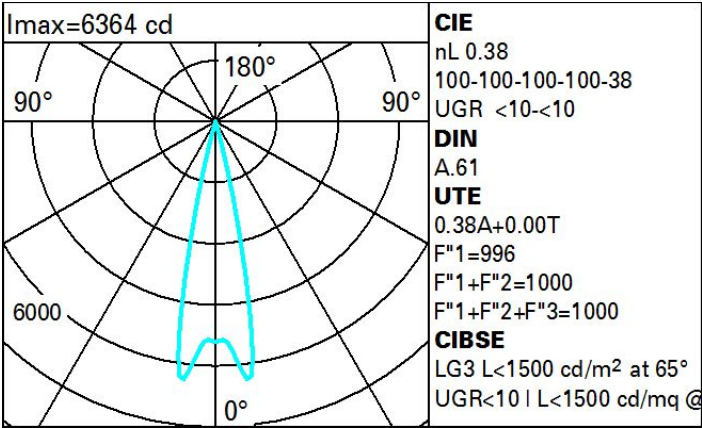 Imax=6364 cd
180°
90°
90°
6000
0°
CIE
nL 0.38
100-100-100-100-38
UGR <10-<10
DIN
A.61
UTE
0.38A+0.00T
F"1=996
F"1+F"2=1000
F"1+F"2+F"3=1000
CIBSE
LG3 L<1500 cd/m² at 65°
UGR<10 | L<1500 cd/mq @